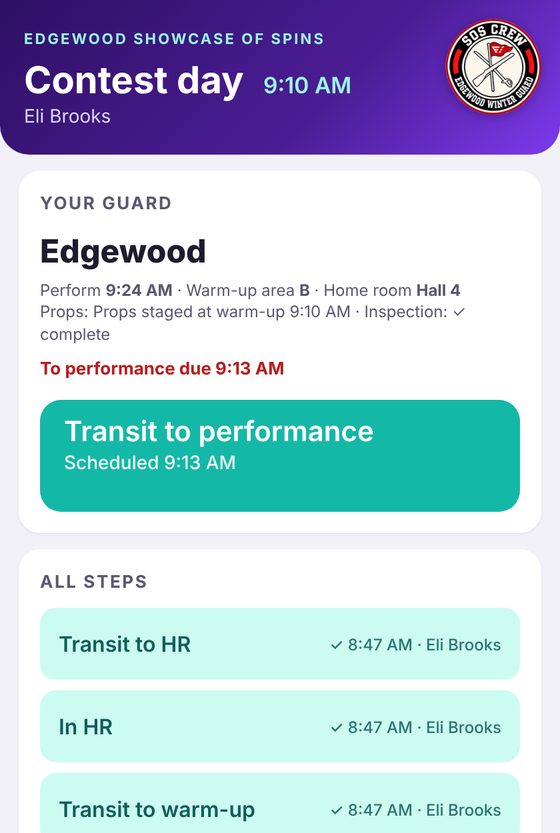 EDGEWOOD SHOWCASE OF SPINS
Contest day 9:10 AM
Eli Brooks
SOS CREW
EDGEWOOD WINTER GUARD
YOUR GUARD
Edgewood
Perform 9:24 AM · Warm-up area B · Home room Hall 4
Props: Props staged at warm-up 9:10 AM · Inspection: ✓
complete
To performance due 9:13 AM
Transit to performance
Scheduled 9:13 AM
ALL STEPS
Transit to HR ✓ 8:47 AM · Eli Brooks
In HR ✓ 8:47 AM · Eli Brooks
Transit to warm-up ✓ 8:47 AM · Eli Brooks